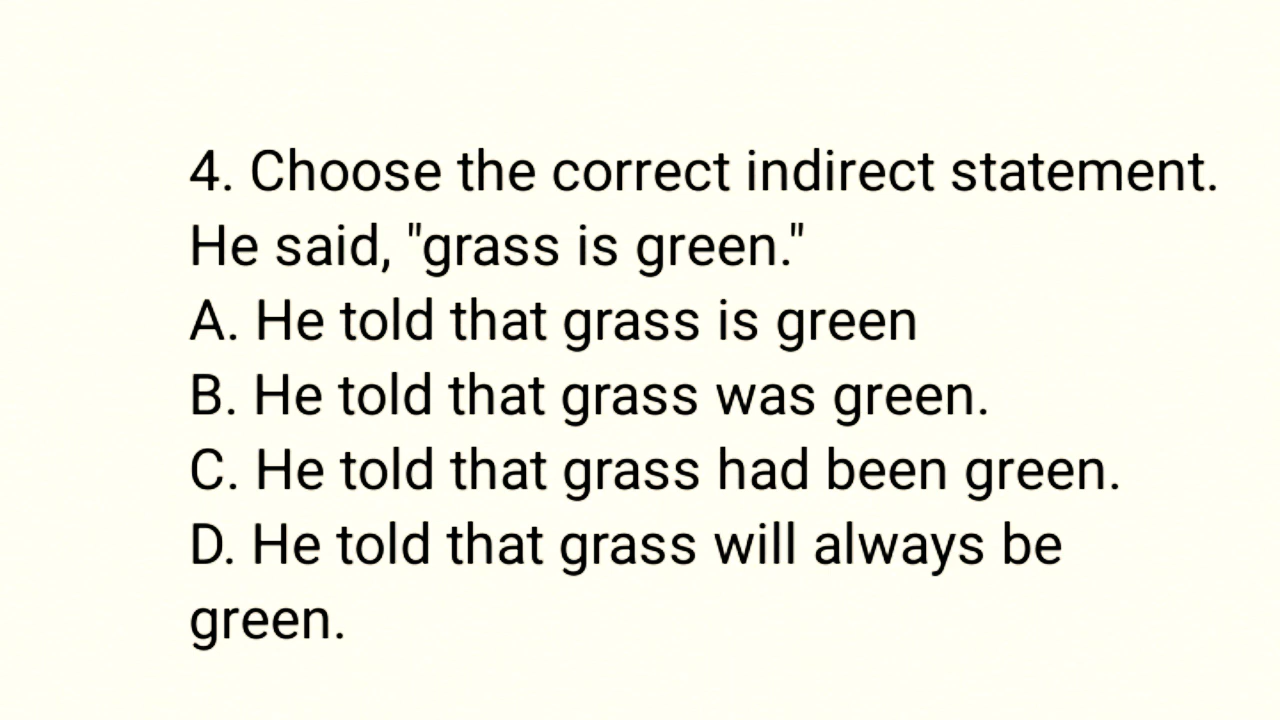 4. Choose the correct indirect statement.
He said, "grass is green."
A. He told that grass is green
B. He told that grass was green.
C. He told that grass had been green.
D. He told that grass will always be
green.